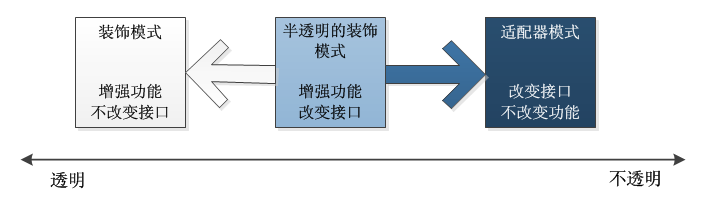 装饰模式
增强功能
不改变接口
半透明的装饰
模式
增强功能
改变接口
适配器模式
改变接口
不改变功能
透明
不透明